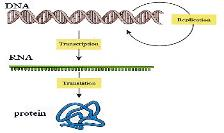 DNA
Replication
Transcription
RNA
Translation
protein